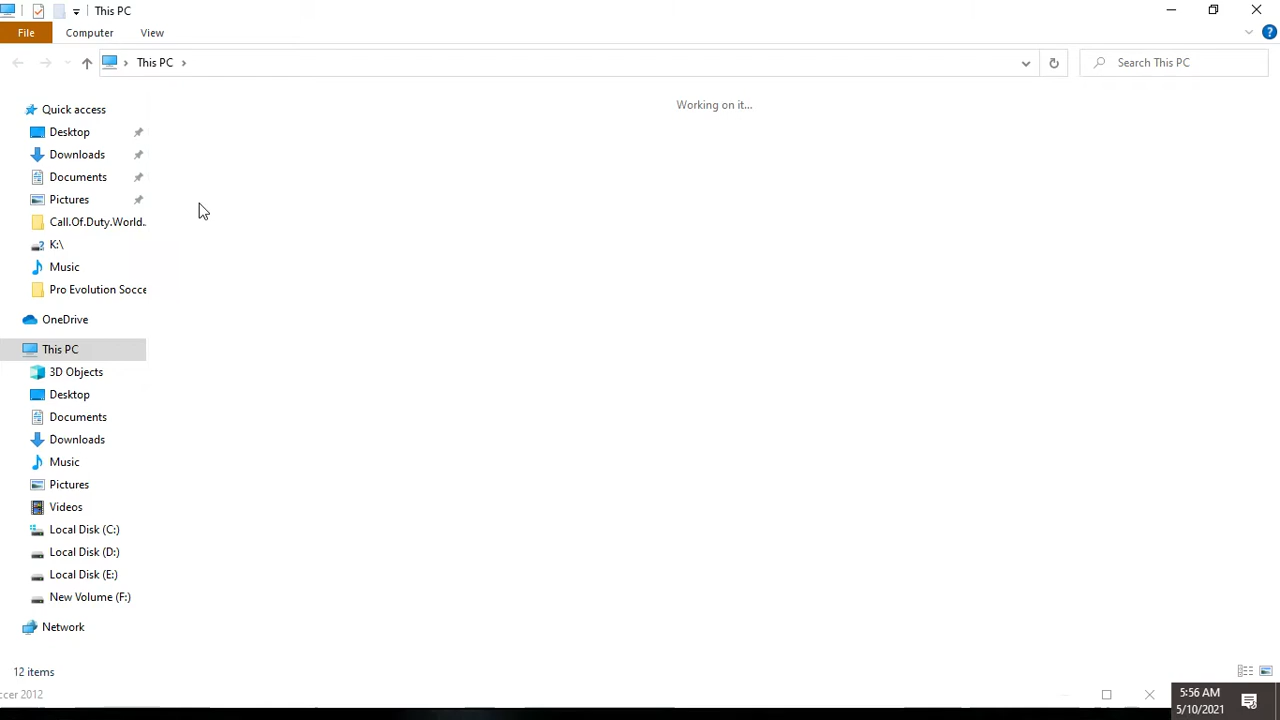 This PC
File Computer View
This PC
Search This PC
Working on it...
Quick access
Desktop
Downloads
Documents
Pictures
Call.Of.Duty.World..
K:\
Music
Pro Evolution Socce
OneDrive
This PC
3D Objects
Desktop
Documents
Downloads
Music
Pictures
Videos
Local Disk (C:)
Local Disk (D:)
Local Disk (E:)
New Volume (F:)
Network
12 items
ccer 2012
5:56 AM
5/10/2021